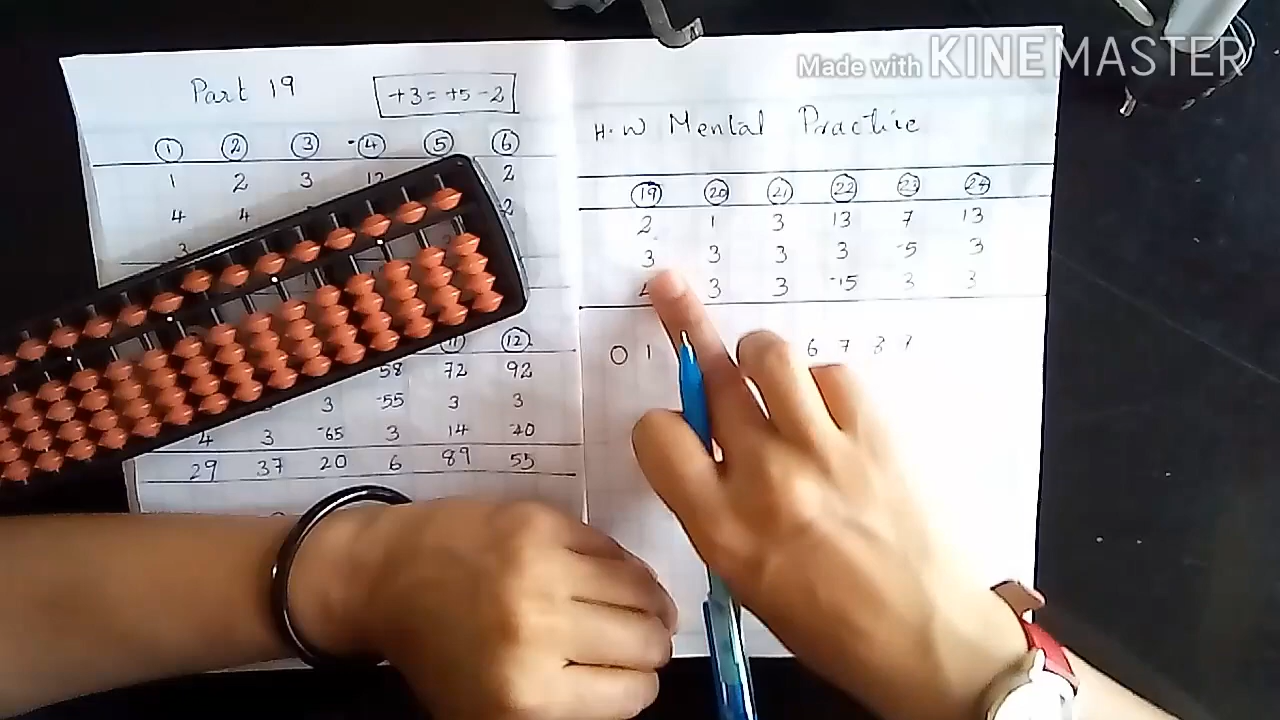 Made with KINEMASTER
Part 19
+3 = +5 - 2
① ② ③ ④ ⑤ ⑥
1 2 3 12 2
4 4 2
3
⑪ ⑫
58 72 92
3 -55 3 3
4 3 -65 3 14 -40
29 37 20 6 89 55
H.W Mental Practice
⑲ ⑳ ㉑ ㉒ ㉓ ㉔
2 1 3 13 7 13
3 3 3 3 -5 3
3 3 -15 3 3
0 1 6 7 8